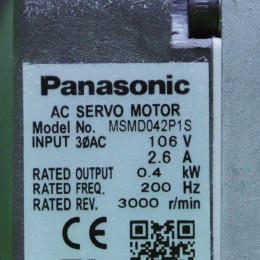 Panasonic
AC SERVO MOTOR
Model No. MSMD042P1S
INPUT 3ØAC 106 V
2.6 A
RATED OUTPUT 0.4 kW
RATED FREQ. 200 Hz
RATED REV. 3000 r/min
CE